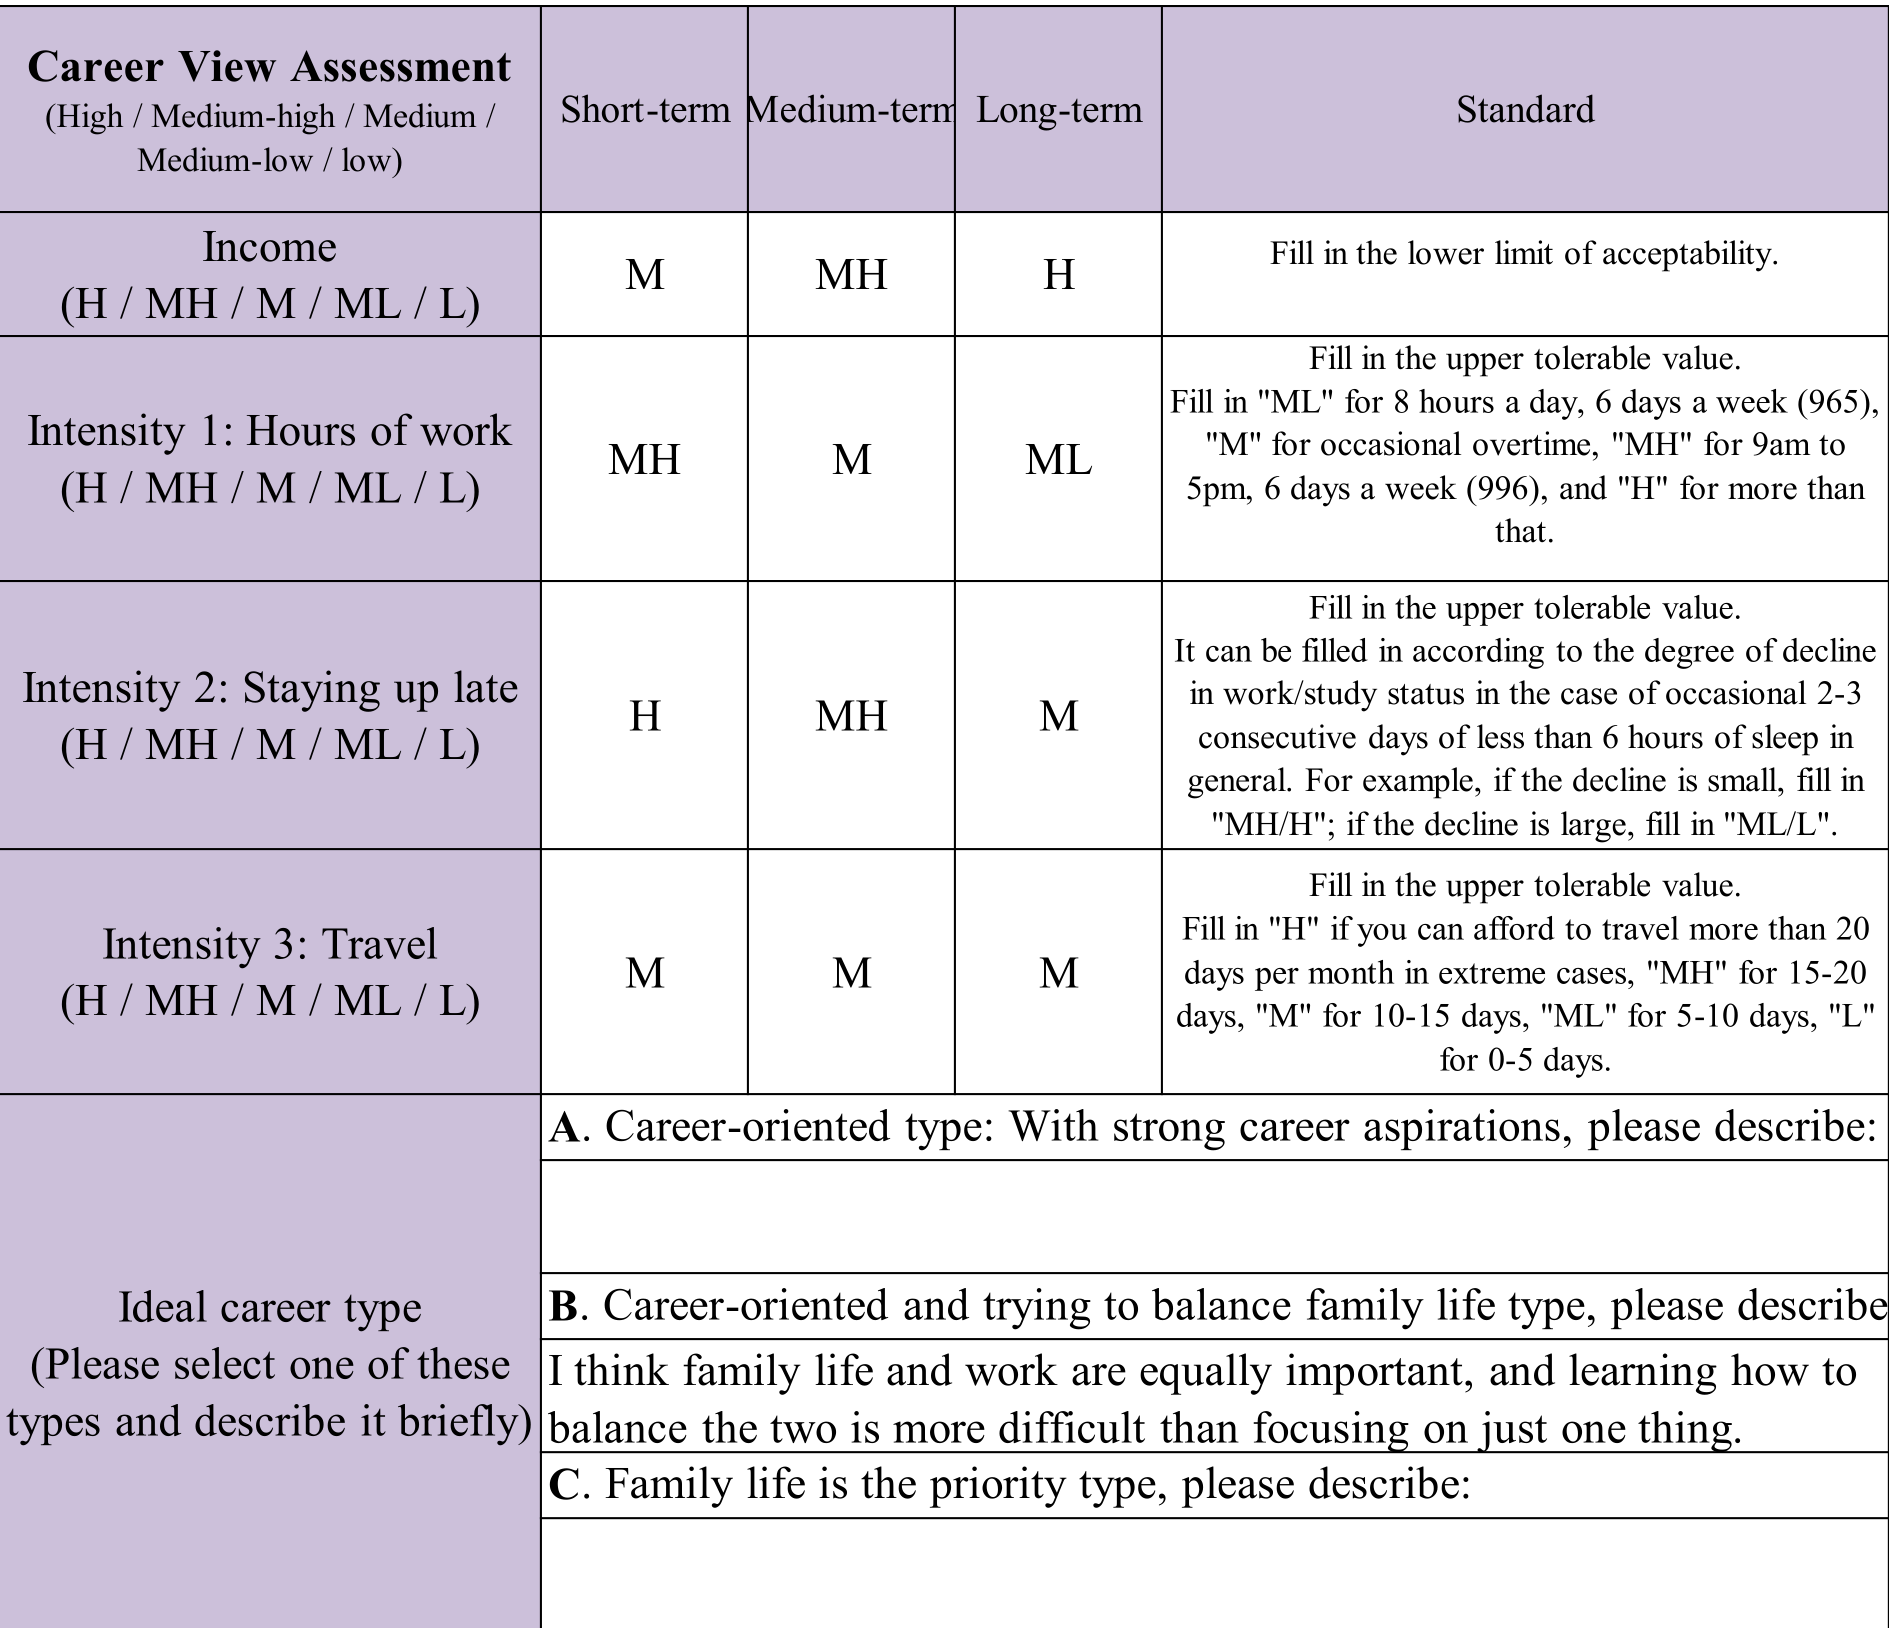 Career View Assessment
(High / Medium-high / Medium /
Medium-low / low)
Short-term
Medium-term
Long-term
Standard
Income
(H / MH / M / ML / L)
M
MH
H
Fill in the lower limit of acceptability.
Intensity 1: Hours of work
(H / MH / M / ML / L)
MH
M
ML
Fill in the upper tolerable value.
Fill in "ML" for 8 hours a day, 6 days a week (965),
"M" for occasional overtime, "MH" for 9am to
5pm, 6 days a week (996), and "H" for more than
that.
Intensity 2: Staying up late
(H / MH / M / ML / L)
H
MH
M
Fill in the upper tolerable value.
It can be filled in according to the degree of decline
in work/study status in the case of occasional 2-3
consecutive days of less than 6 hours of sleep in
general. For example, if the decline is small, fill in
"MH/H"; if the decline is large, fill in "ML/L".
Intensity 3: Travel
(H / MH / M / ML / L)
M
M
M
Fill in the upper tolerable value.
Fill in "H" if you can afford to travel more than 20
days per month in extreme cases, "MH" for 15-20
days, "M" for 10-15 days, "ML" for 5-10 days, "L"
for 0-5 days.
Ideal career type
(Please select one of these
types and describe it briefly)
A. Career-oriented type: With strong career aspirations, please describe:
B. Career-oriented and trying to balance family life type, please describe
I think family life and work are equally important, and learning how to
balance the two is more difficult than focusing on just one thing.
C. Family life is the priority type, please describe: